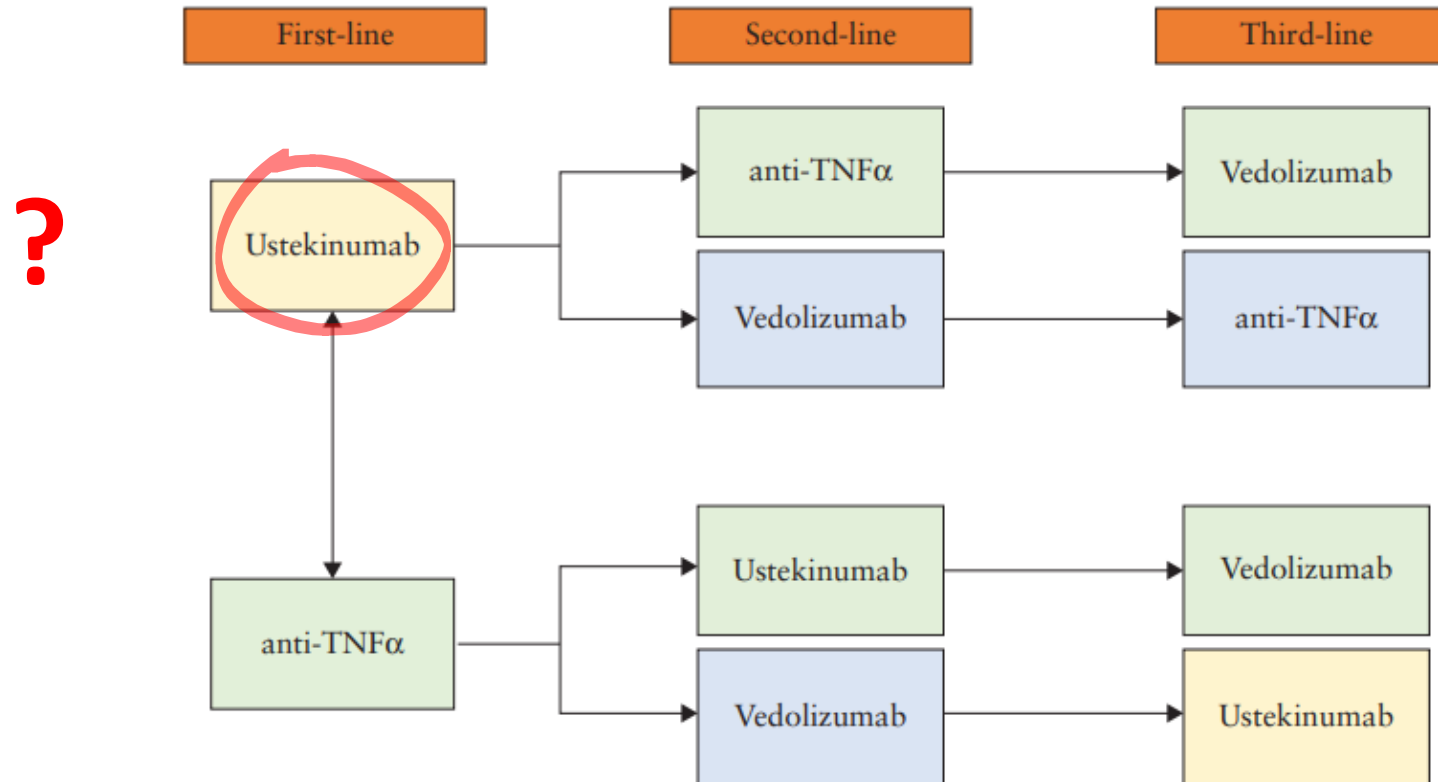 First-line
Second-line
Third-line
?
Ustekinumab
anti-TNFα
Vedolizumab
Vedolizumab
anti-TNFα
anti-TNFα
Ustekinumab
Vedolizumab
Vedolizumab
Ustekinumab